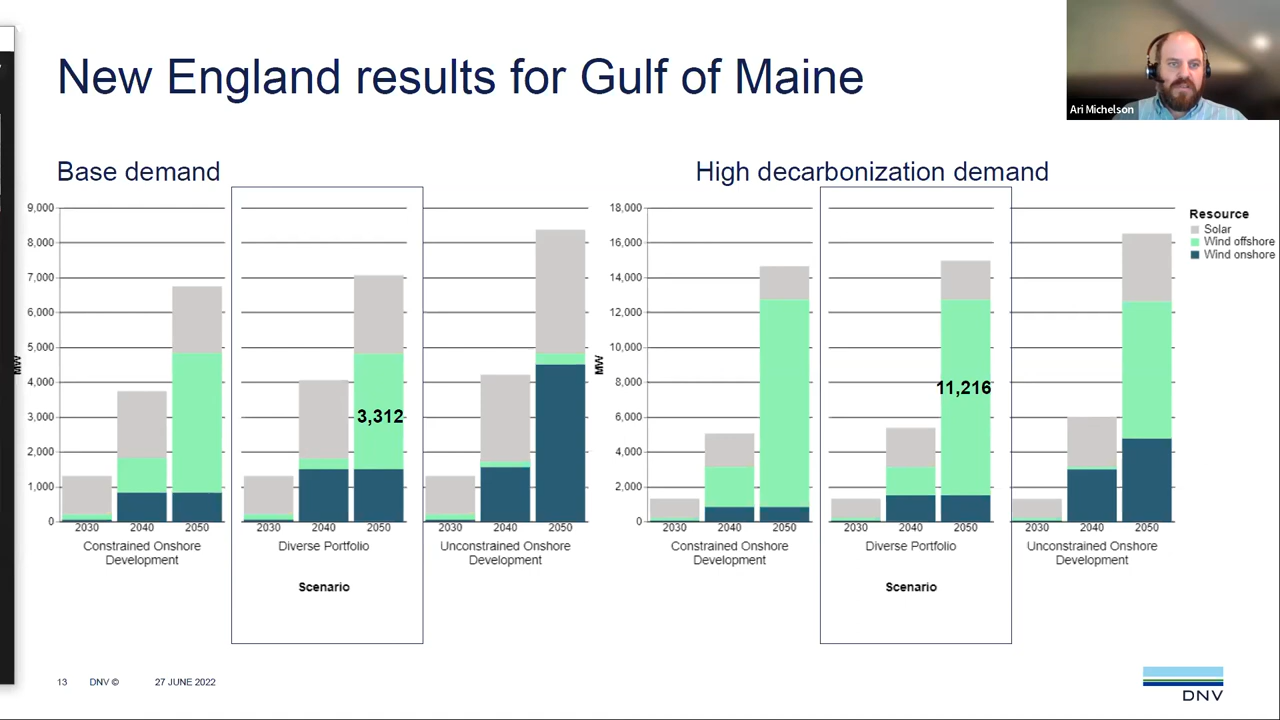 New England results for Gulf of Maine
Ari Michelson
Base demand
High decarbonization demand
9,000
8,000
7,000
6,000
5,000
4,000
3,000
2,000
1,000
0
MW
3,312
2030 2040 2050
2030 2040 2050
2030 2040 2050
Constrained Onshore
Development
Diverse Portfolio
Unconstrained Onshore
Development
Scenario
18,000
16,000
14,000
12,000
10,000
8,000
6,000
4,000
2,000
0
MW
11,216
2030 2040 2050
2030 2040 2050
2030 2040 2050
Constrained Onshore
Development
Diverse Portfolio
Unconstrained Onshore
Development
Scenario
Resource
Solar
Wind offshore
Wind onshore
13 DNV © 27 JUNE 2022
DNV